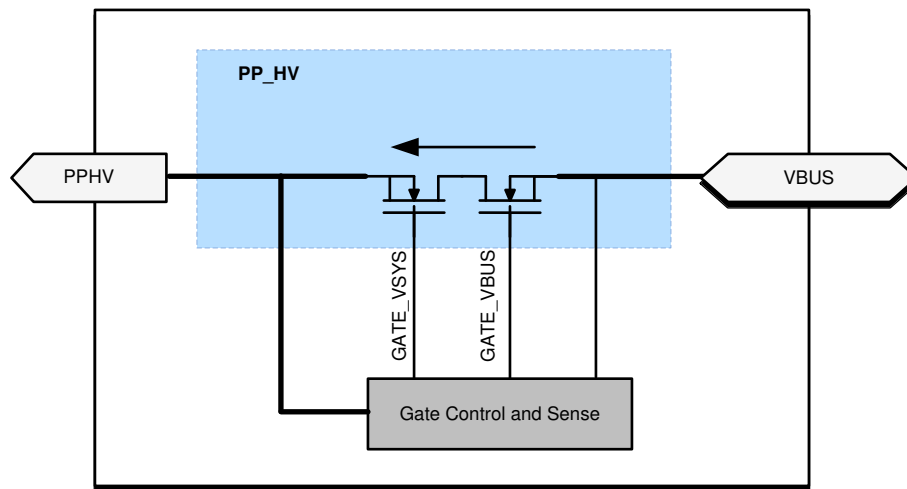 PP_HV
PPHV
VBUS
GATE_VSYS
GATE_VBUS
Gate Control and Sense